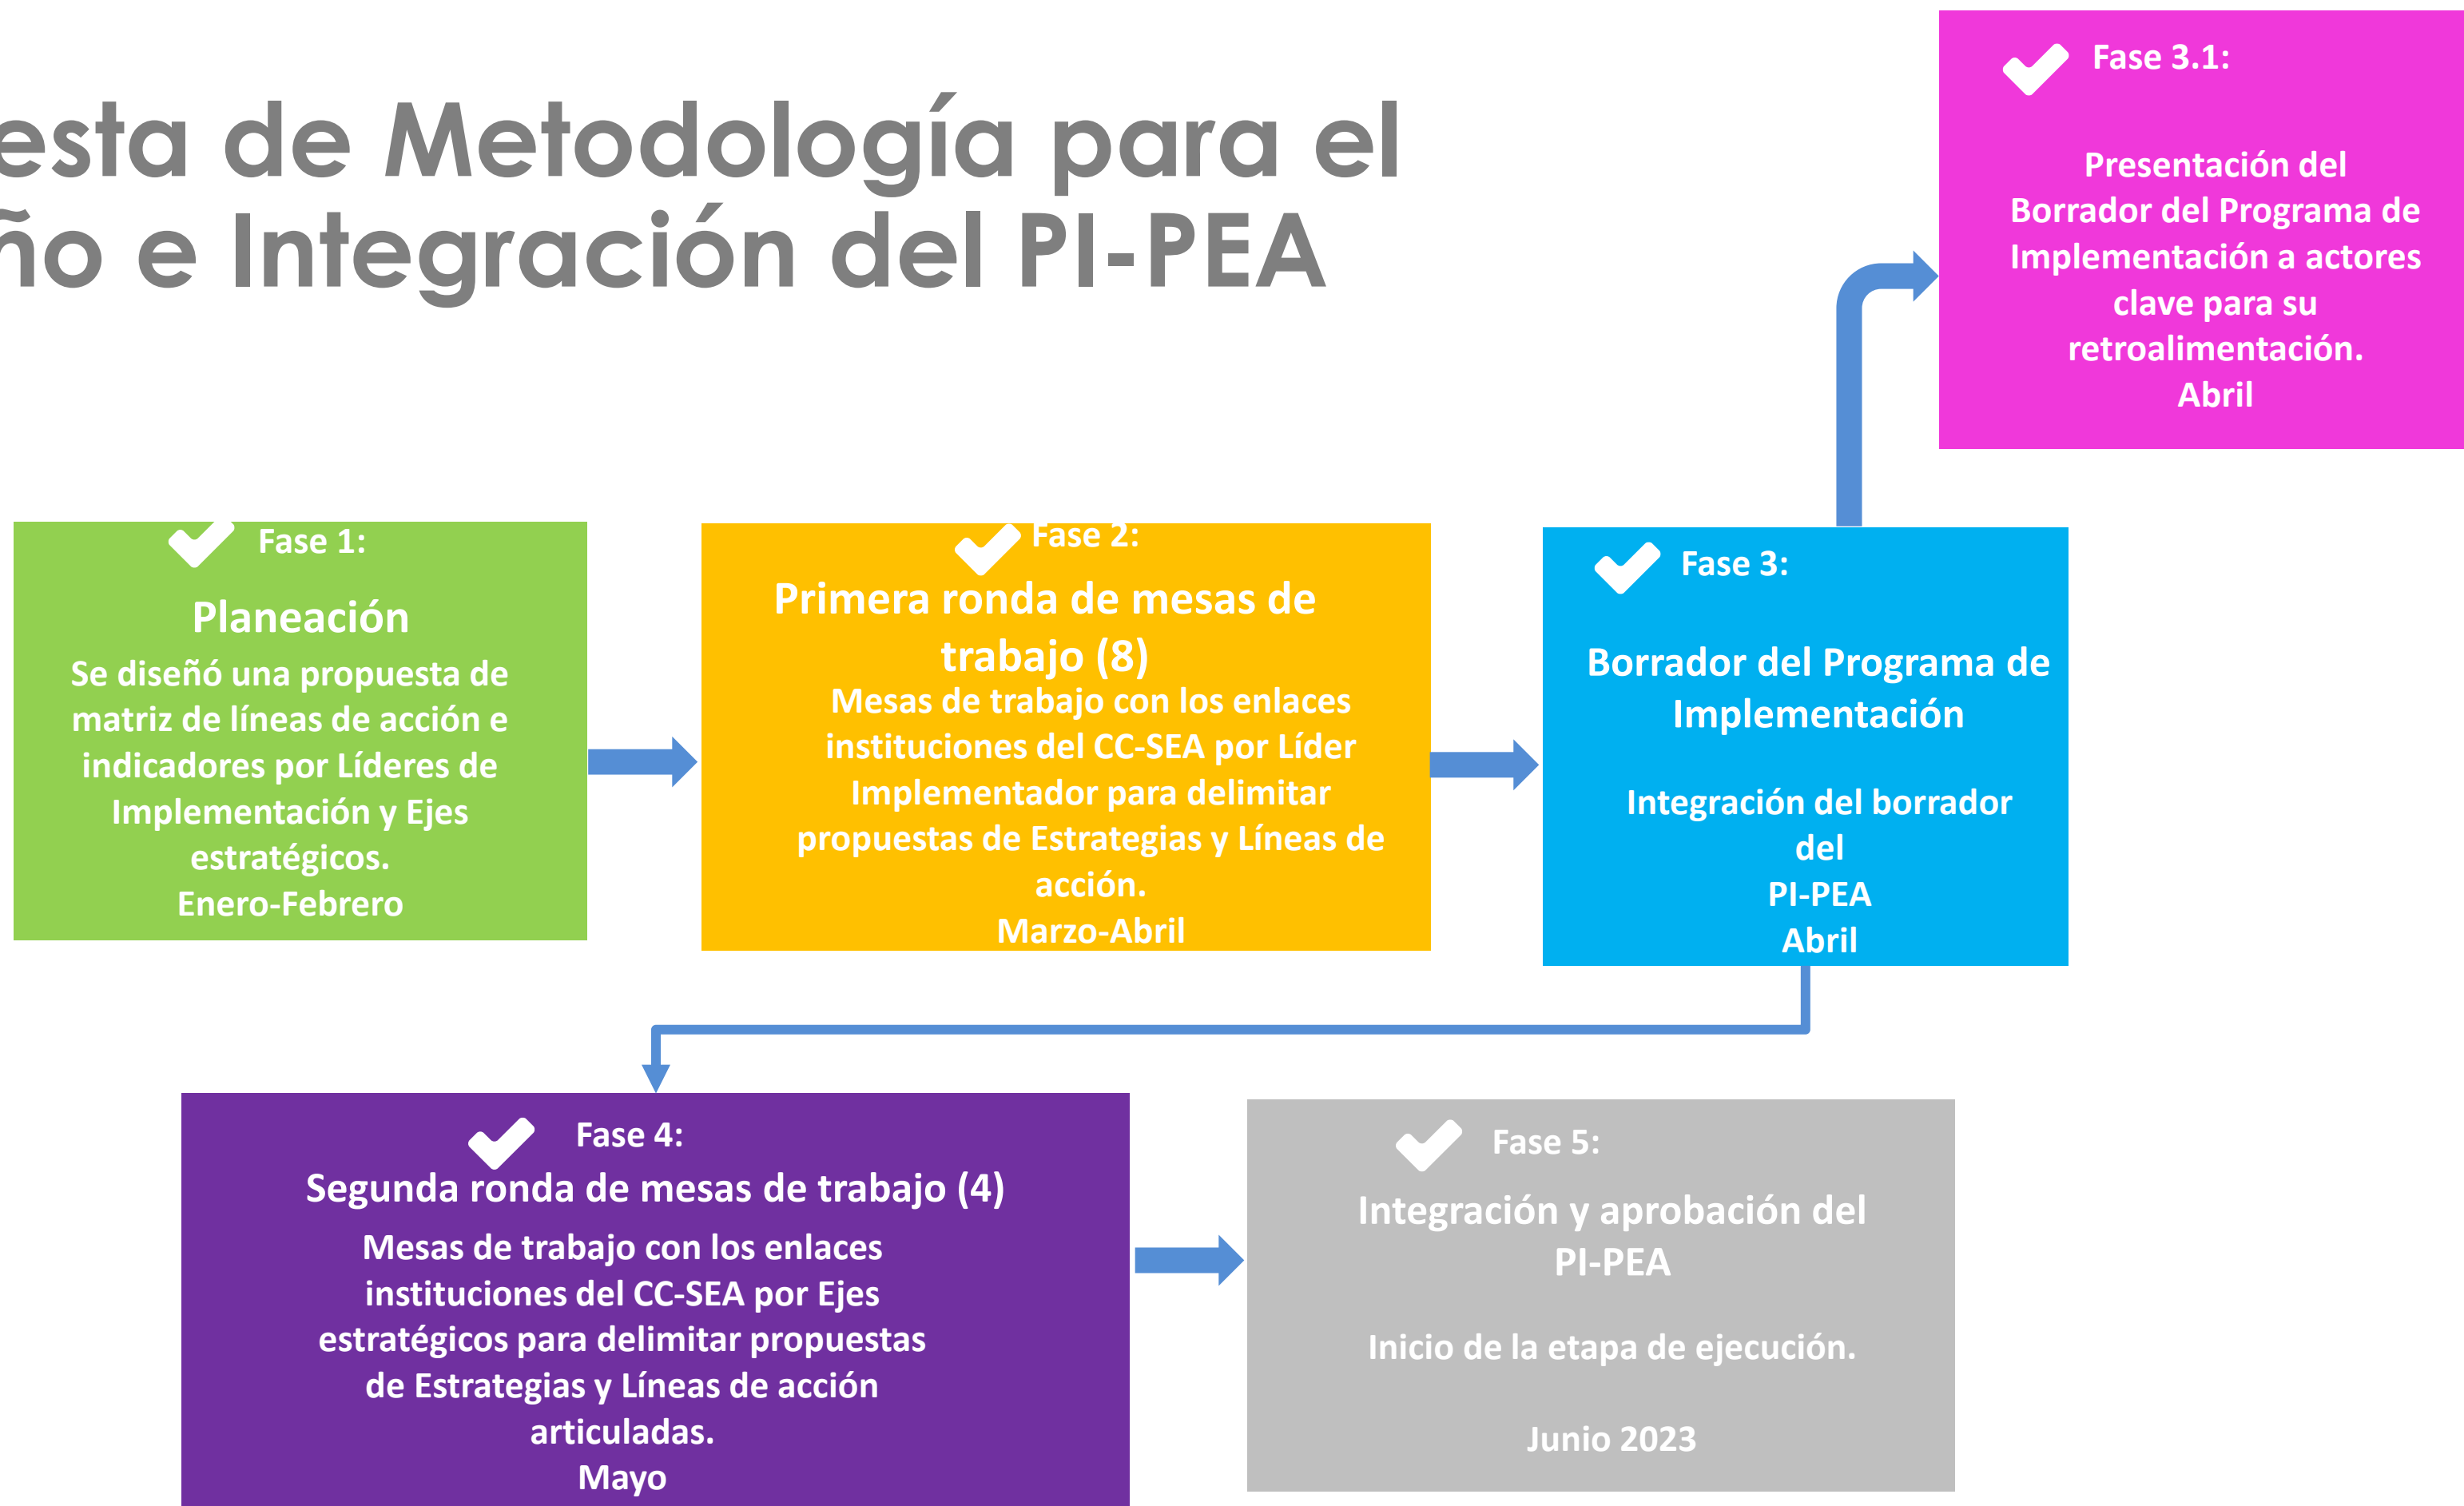 esta de Metodología para el
ño e Integración del PI-PEA
Fase 3.1:
Presentación del
Borrador del Programa de
Implementación a actores
clave para su
retroalimentación.
Abril
Fase 1:
Planeación
Se diseñó una propuesta de
matriz de líneas de acción e
indicadores por Líderes de
Implementación y Ejes
estratégicos.
Enero-Febrero
Fase 2:
Primera ronda de mesas de
trabajo (8)
Mesas de trabajo con los enlaces
instituciones del CC-SEA por Líder
Implementador para delimitar
propuestas de Estrategias y Líneas de
acción.
Marzo-Abril
Fase 3:
Borrador del Programa de
Implementación
Integración del borrador
del
PI-PEA
Abril
Fase 4:
Segunda ronda de mesas de trabajo (4)
Mesas de trabajo con los enlaces
instituciones del CC-SEA por Ejes
estratégicos para delimitar propuestas
de Estrategias y Líneas de acción
articuladas.
Mayo
Fase 5:
Integración y aprobación del
PI-PEA
Inicio de la etapa de ejecución.
Junio 2023